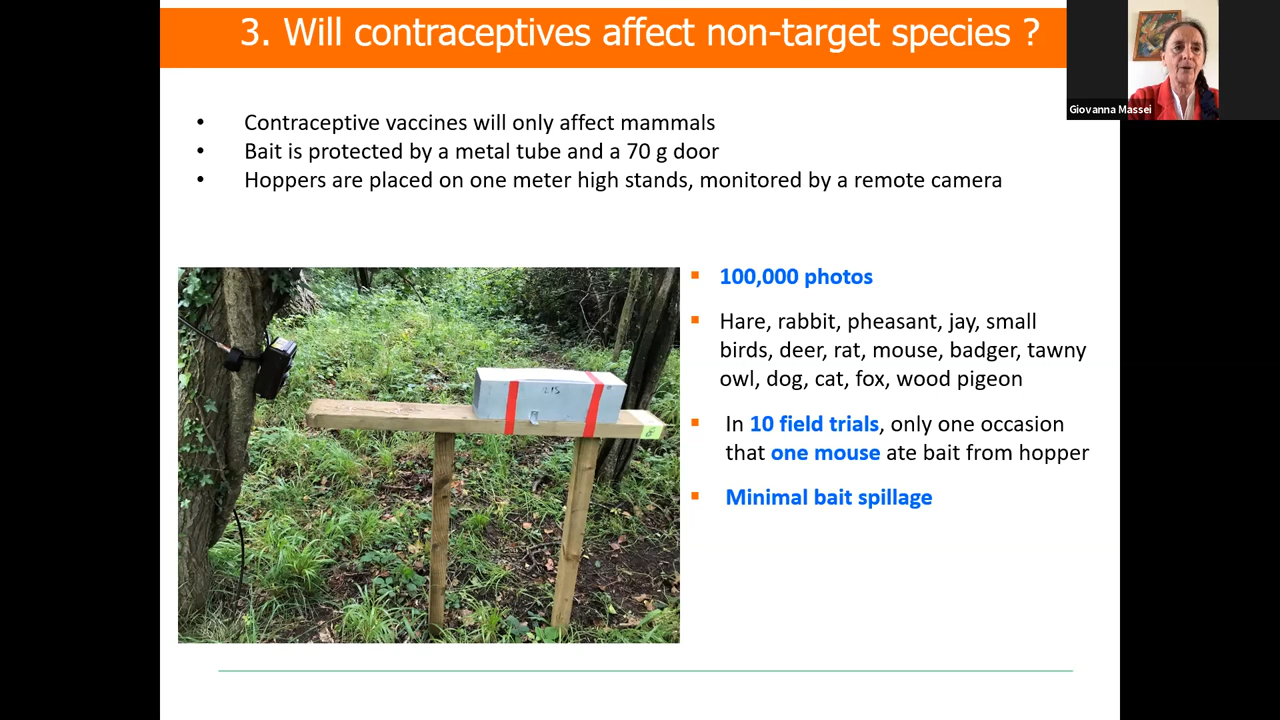 3. Will contraceptives affect non-target species ?
Giovanna Massei
• Contraceptive vaccines will only affect mammals
• Bait is protected by a metal tube and a 70 g door
• Hoppers are placed on one meter high stands, monitored by a remote camera
100,000 photos
Hare, rabbit, pheasant, jay, small
birds, deer, rat, mouse, badger, tawny
owl, dog, cat, fox, wood pigeon
In 10 field trials, only one occasion
that one mouse ate bait from hopper
Minimal bait spillage